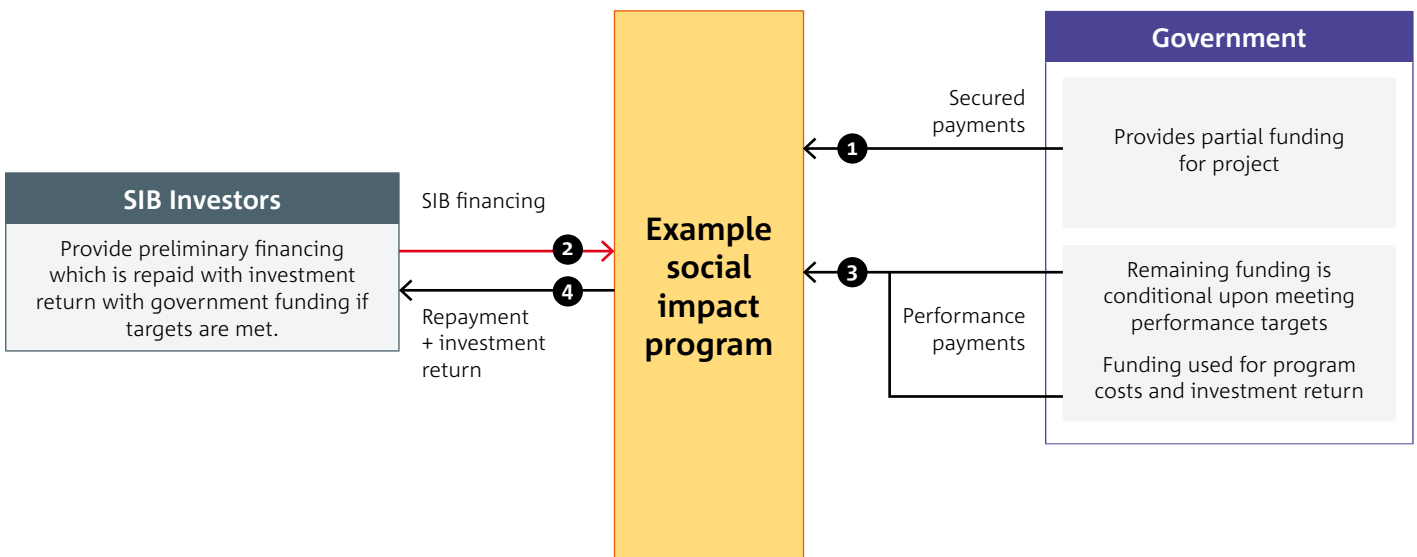 SIB Investors
Provide preliminary financing
which is repaid with investment
return with government funding if
targets are met.
SIB financing
2
4
Repayment
+ investment
return
Example
social
impact
program
Secured
payments
1
3
Performance
payments
Government
Provides partial funding
for project
Remaining funding is
conditional upon meeting
performance targets
Funding used for program
costs and investment return